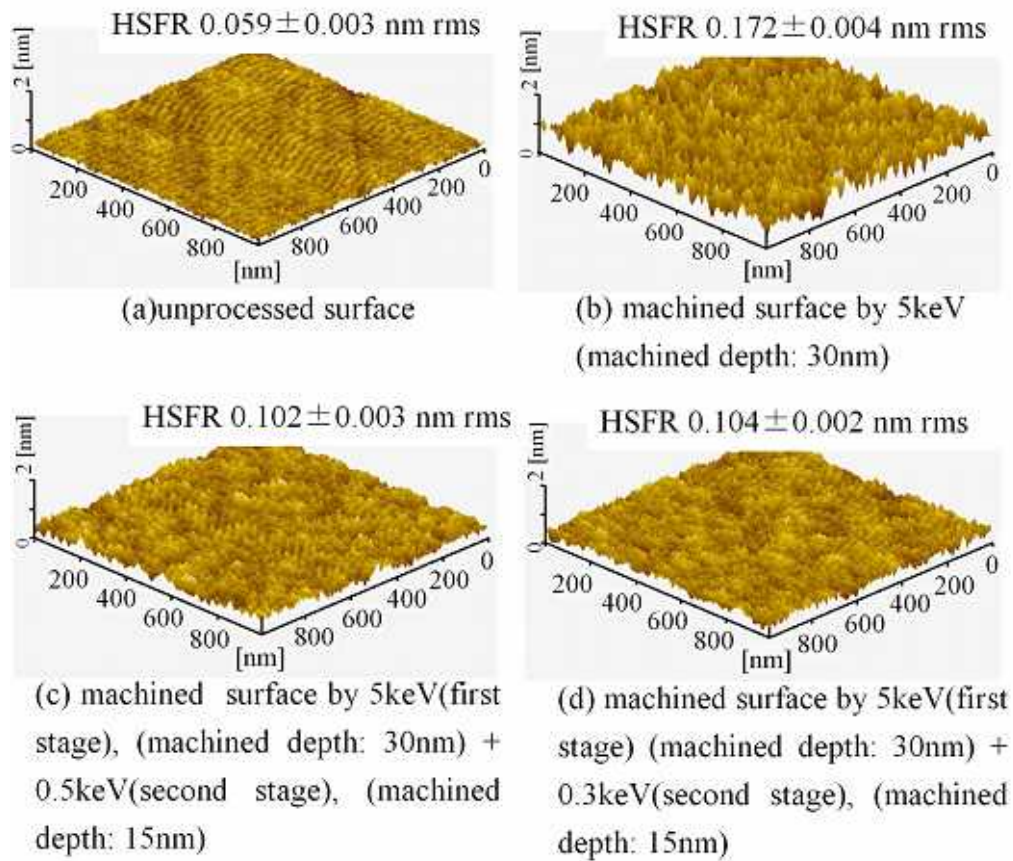 HSFR 0.059±0.003 nm rms
2 [nm]
0
200
400
600
800
[nm]
800
600
400
200
0
(a)unprocessed surface
HSFR 0.172±0.004 nm rms
2 [nm]
0
200
400
600
800
[nm]
800
600
400
200
0
(b) machined surface by 5keV
(machined depth: 30nm)
HSFR 0.102±0.003 nm rms
2 [nm]
0
200
400
600
800
[nm]
800
600
400
200
0
(c) machined surface by 5keV(first
stage), (machined depth: 30nm) +
0.5keV(second stage), (machined
depth: 15nm)
HSFR 0.104±0.002 nm rms
2 [nm]
0
200
400
600
800
[nm]
800
600
400
200
0
(d) machined surface by 5keV(first
stage) (machined depth: 30nm) +
0.3keV(second stage), (machined
depth: 15nm)